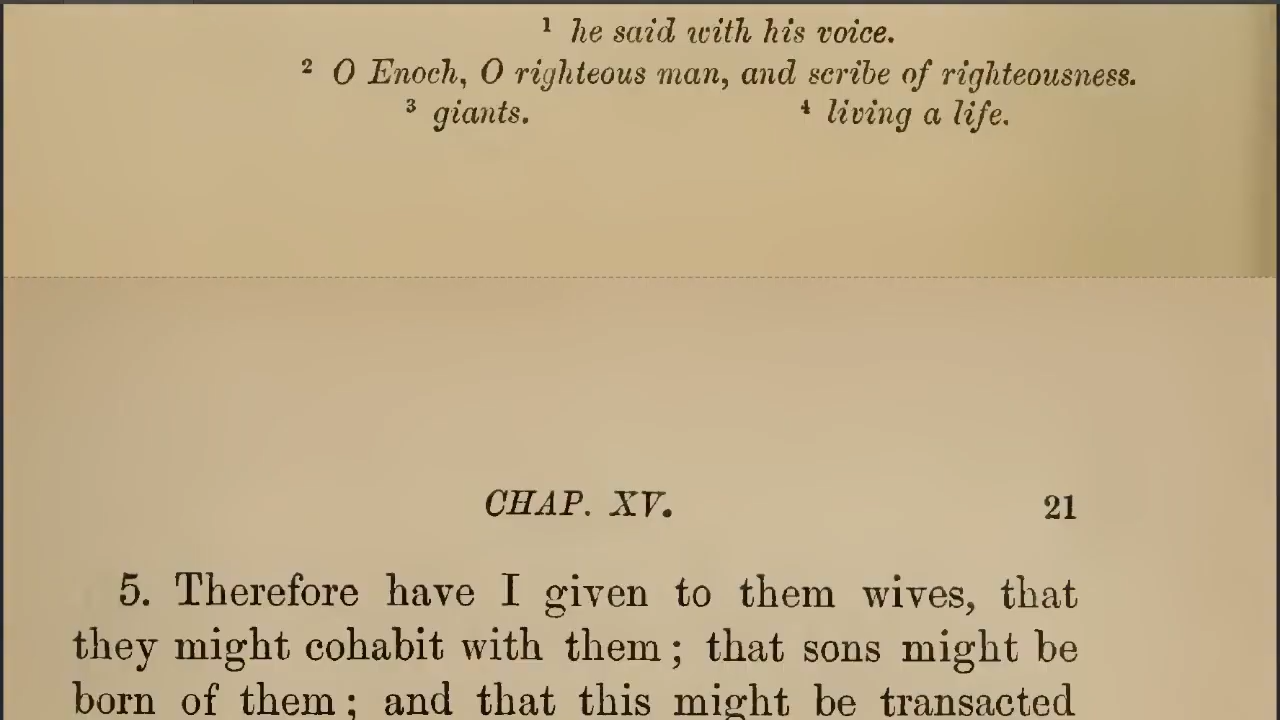 ¹ he said with his voice.
² O Enoch, O righteous man, and scribe of righteousness.
³ giants. ⁴ living a life.
CHAP. XV. 21
5. Therefore have I given to them wives, that
they might cohabit with them; that sons might be
born of them; and that this might be transacted